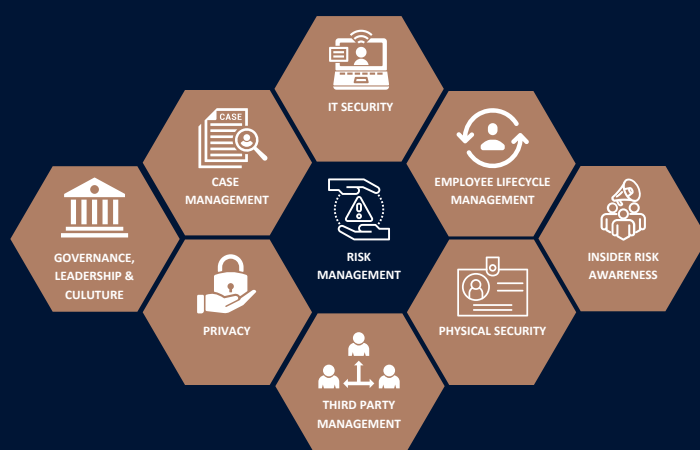 IT SECURITY
CASE
CASE
MANAGEMENT
EMPLOYEE LIFECYCLE
MANAGEMENT
GOVERNANCE,
LEADERSHIP &
CULUTURE
RISK
MANAGEMENT
INSIDER RISK
AWARENESS
PRIVACY
PHYSICAL SECURITY
THIRD PARTY
MANAGEMENT